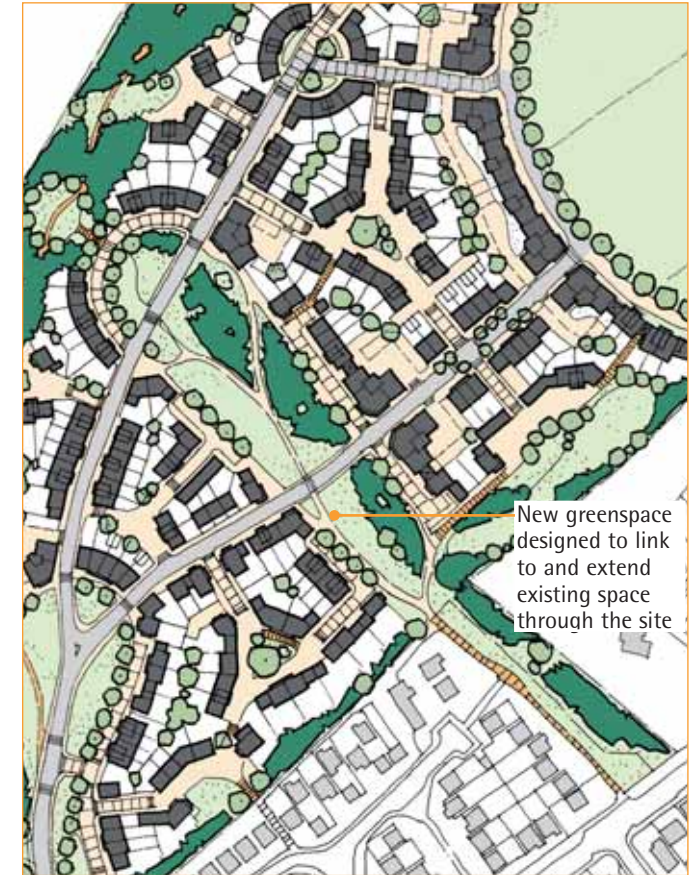 New greenspace
designed to link
to and extend
existing space
through the site